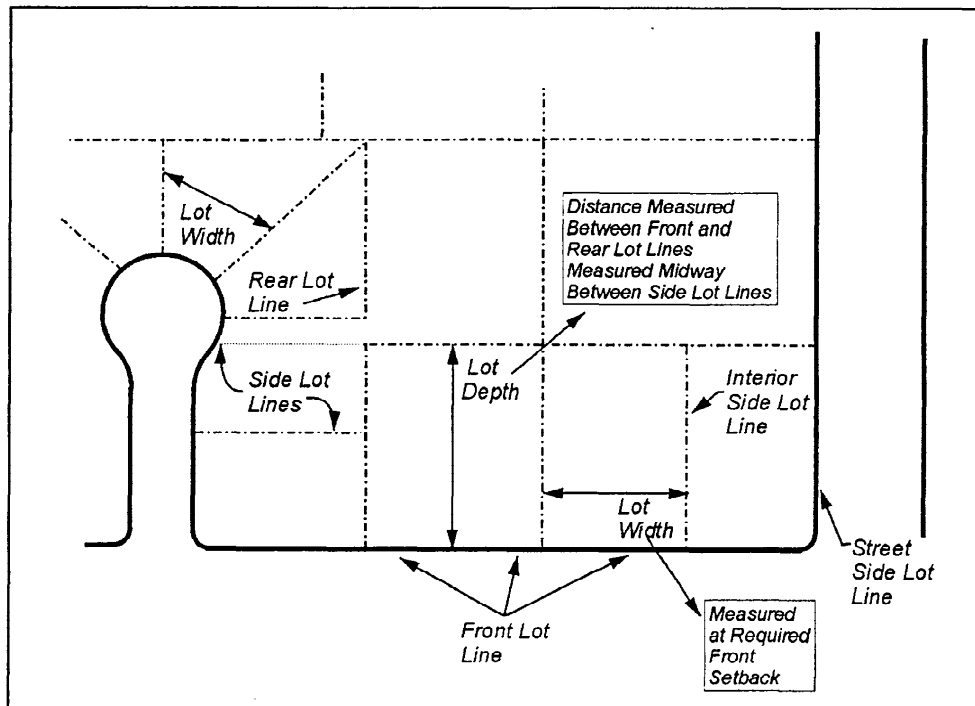 Lot
Width
Rear Lot
Line
Side Lot
Lines
Lot
Depth
Distance Measured
Between Front and
Rear Lot Lines
Measured Midway
Between Side Lot Lines
Interior
Side Lot
Line
Lot
Width
Street
Side Lot
Line
Front Lot
Line
Measured
at Required
Front
Setback